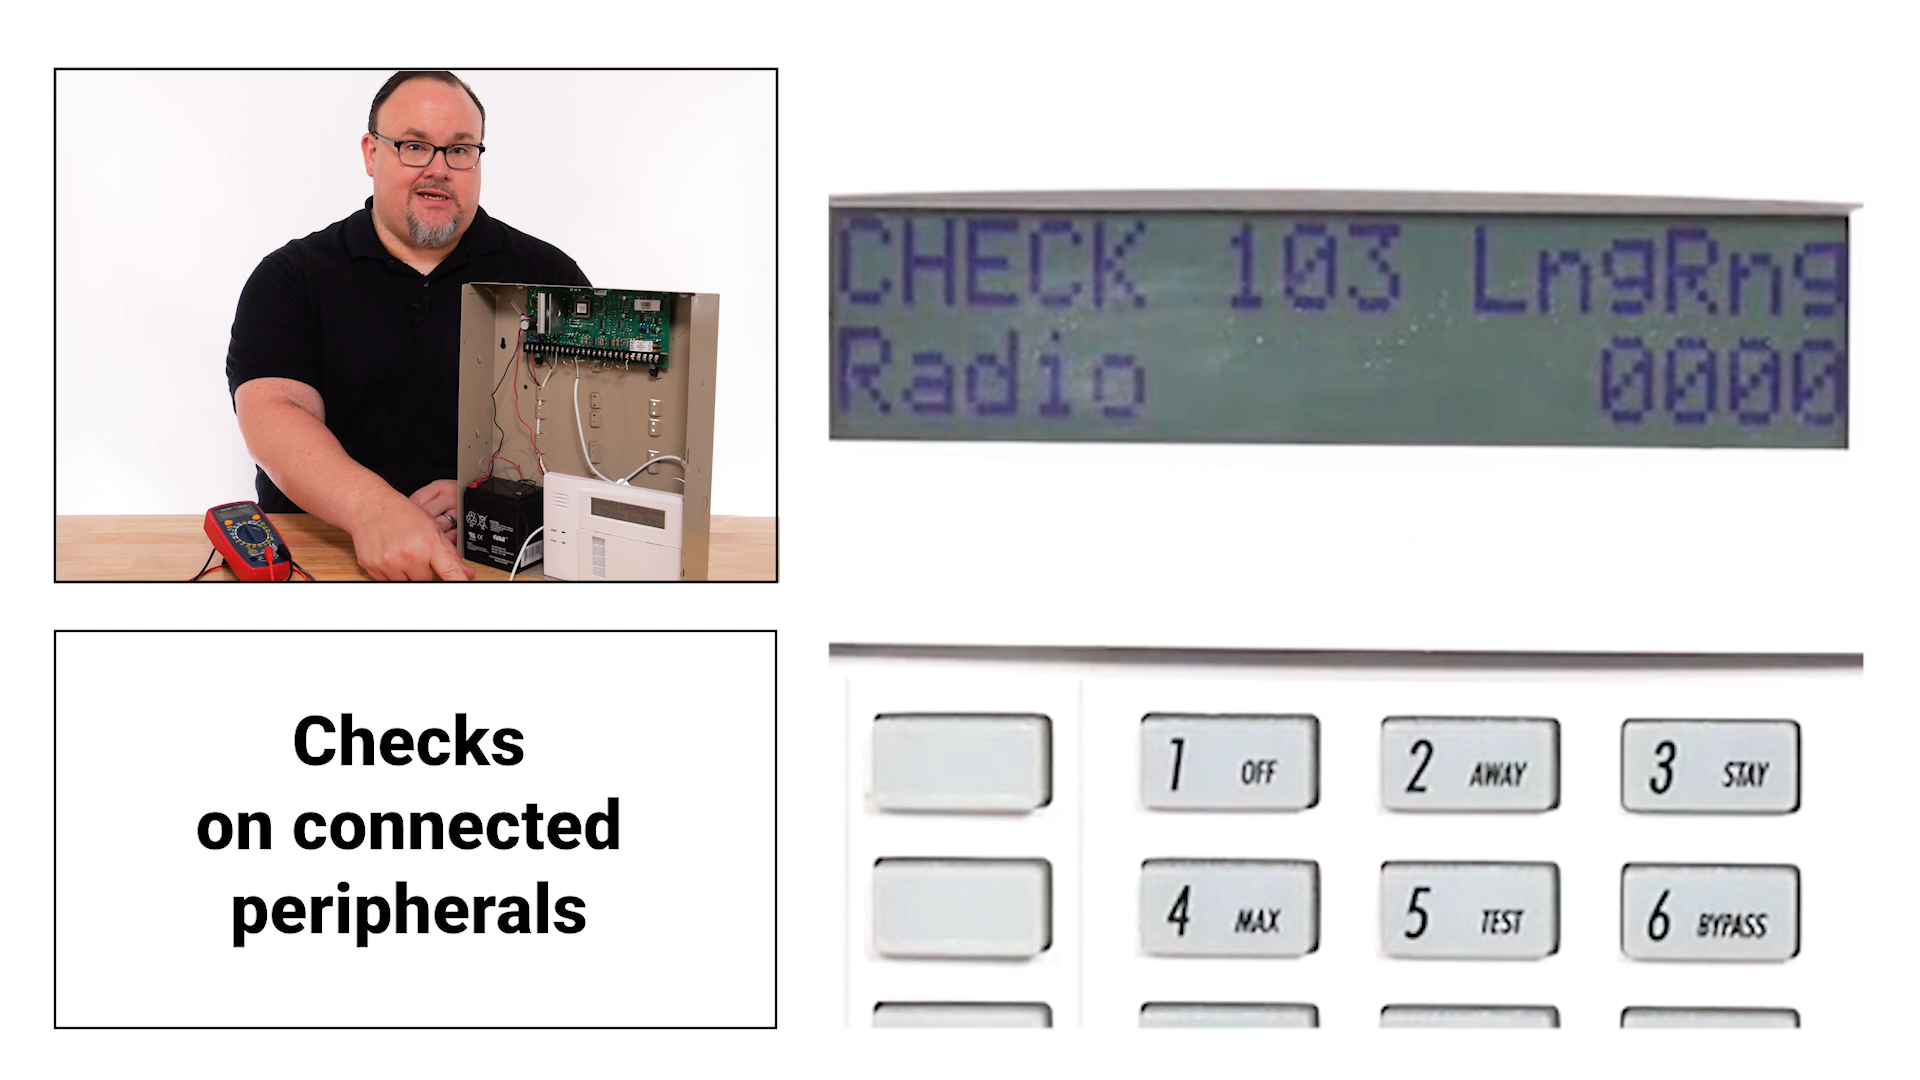 CHECK 103 LngRng
Radio 0000
Checks
on connected
peripherals
1 OFF
2 AWAY
3 STAY
4 MAX
5 TEST
6 BYPASS